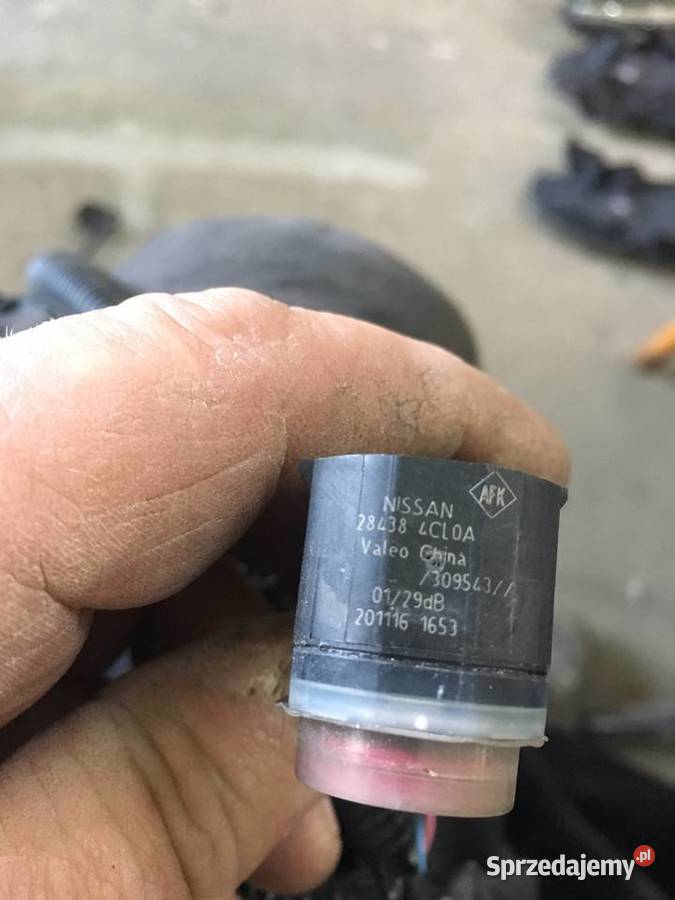 AFK
NISSAN
28438 4CL0A
Valeo China
/309543//
01/29dB
201116 1653
Sprzedajemy.pl